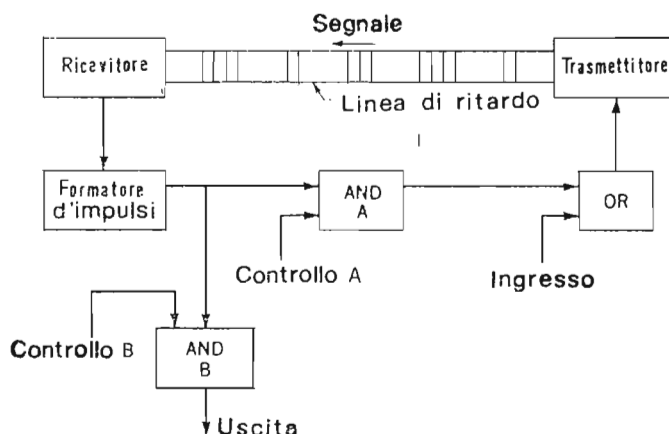 Segnale
Ricevitore
Trasmettitore
Linea di ritardo
Formatore
d'impulsi
AND
A
OR
Controllo A
Ingresso
Controllo B
AND
B
Uscita